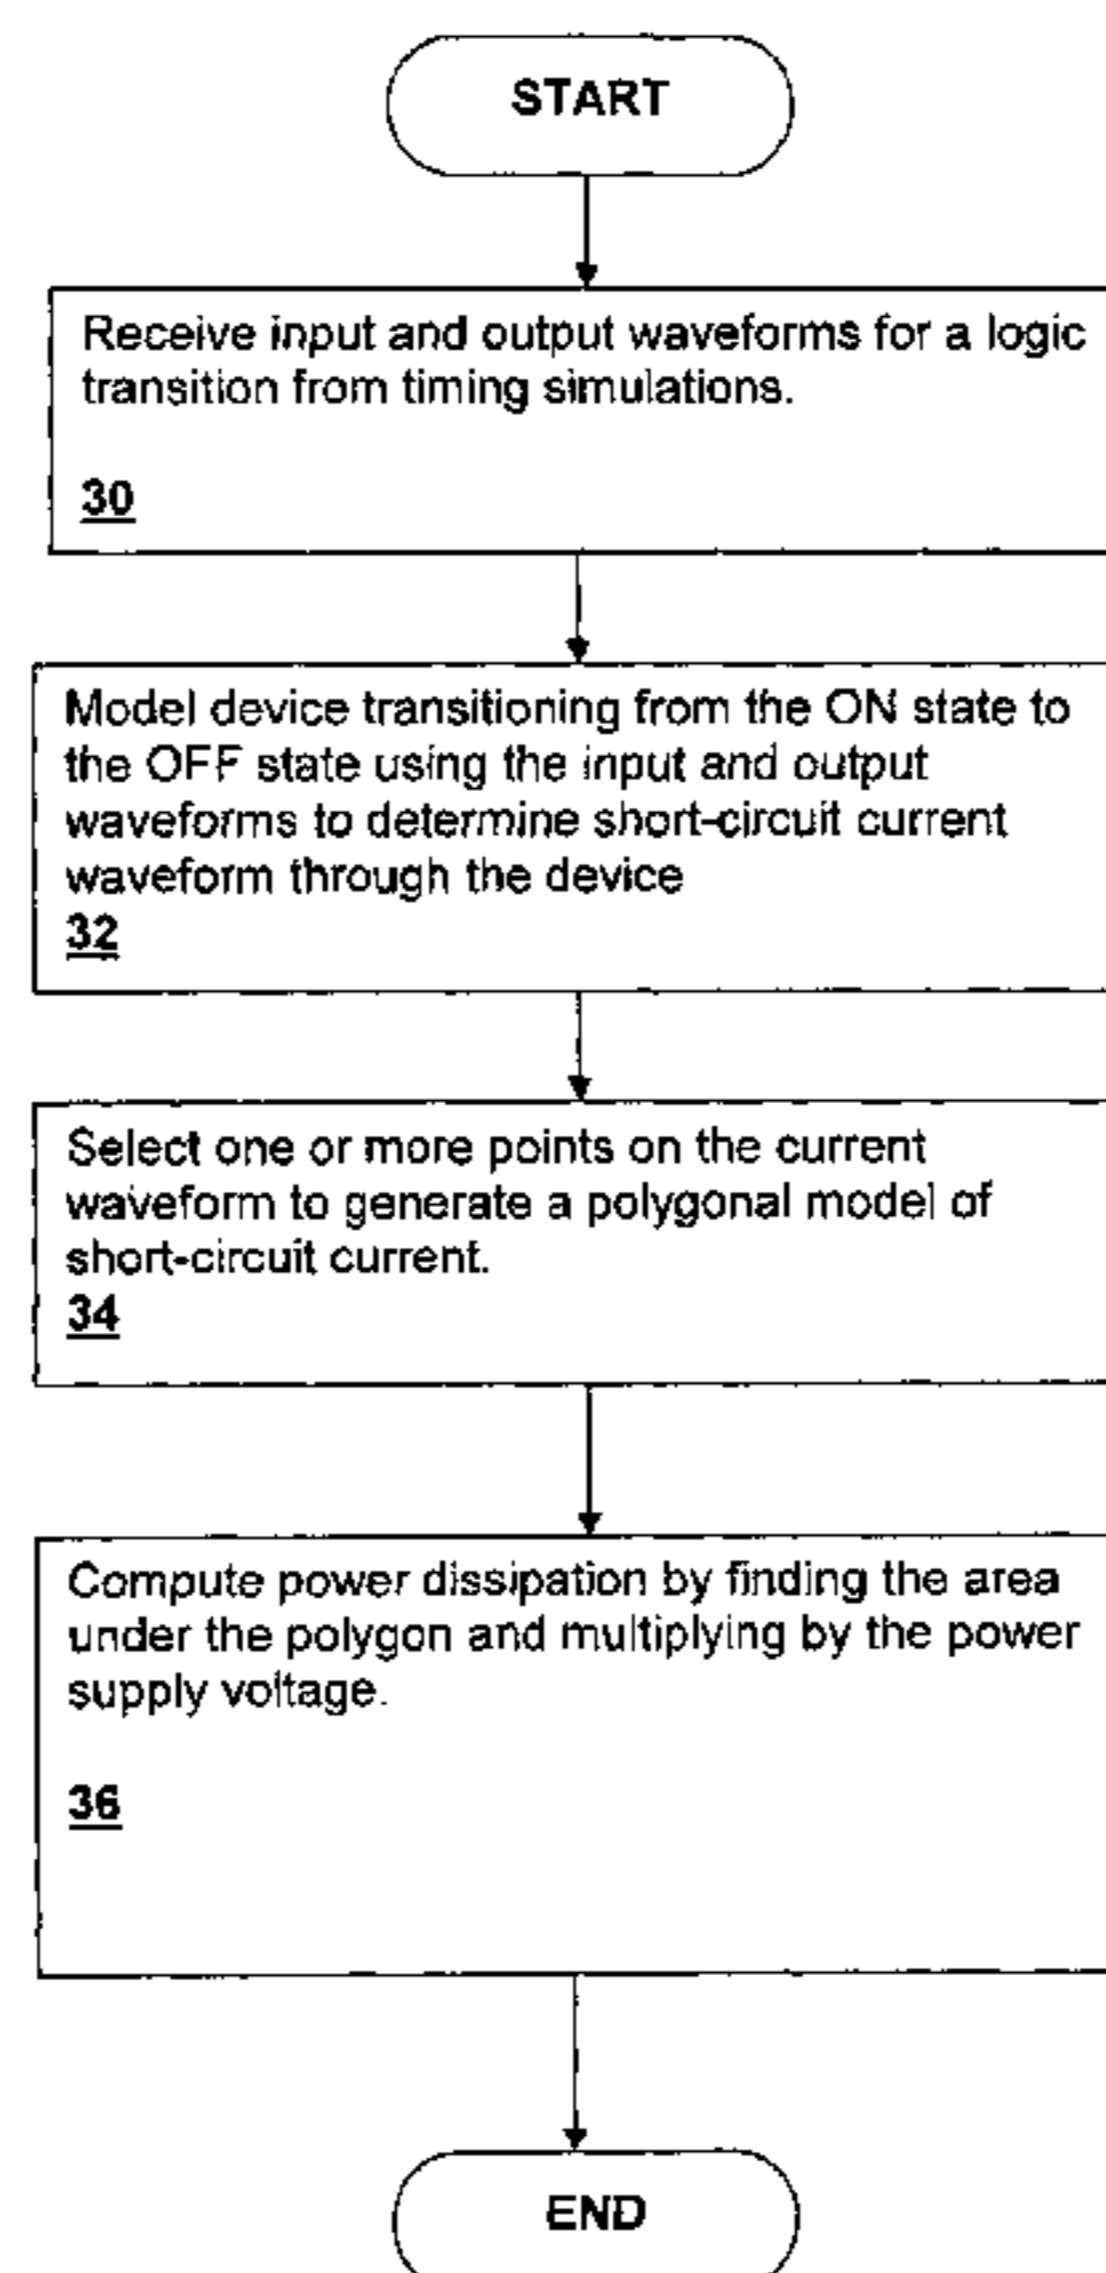 START
Receive input and output waveforms for a logic
transition from timing simulations.
30
Model device transitioning from the ON state to
the OFF state using the input and output
waveforms to determine short-circuit current
waveform through the device
32
Select one or more points on the current
waveform to generate a polygonal model of
short-circuit current.
34
Compute power dissipation by finding the area
under the polygon and multiplying by the power
supply voltage.
36
END